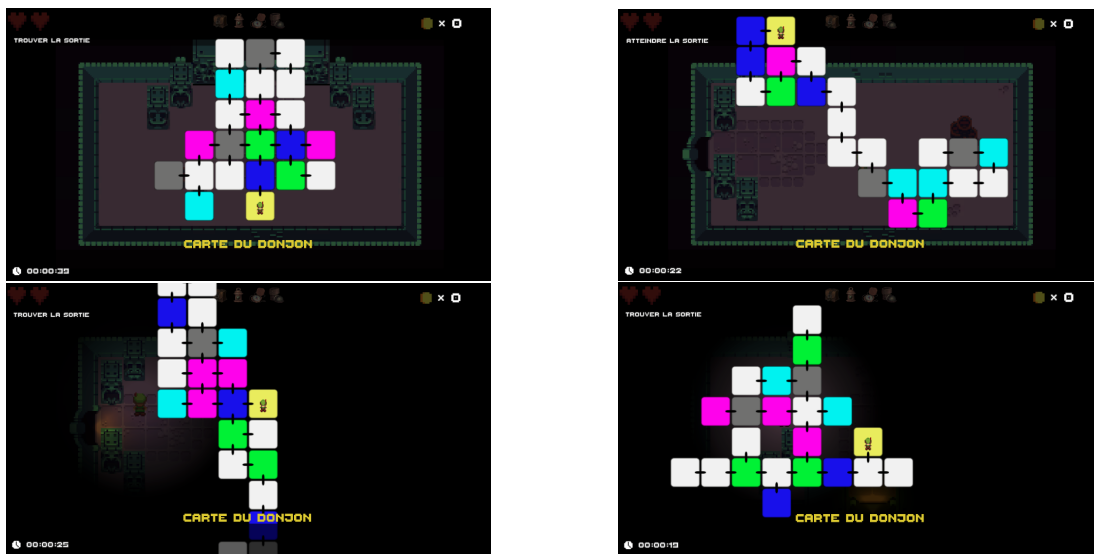 × 0
TROUVER LA SORTIE
CARTE DU DONJON
00:00:39
× 0
ATTEINDRE LA SORTIE
CARTE DU DONJON
00:00:22
× 0
TROUVER LA SORTIE
CARTE DU DONJON
00:00:25
× 0
TROUVER LA SORTIE
CARTE DU DONJON
00:00:19